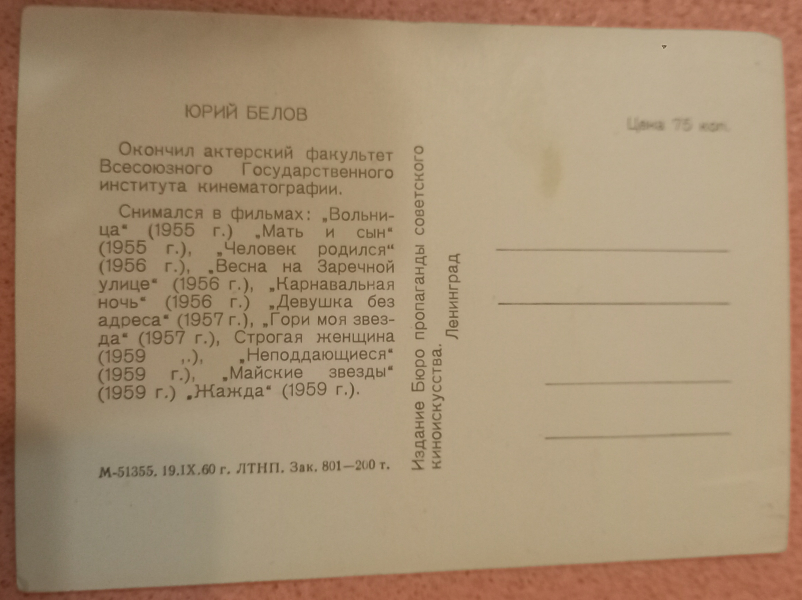 ЮРИЙ БЕЛОВ
Окончил актерский факультет
Всесоюзного Государственного
института кинематографии.
Снимался в фильмах: „Вольни-
ца“ (1955 г.) „Мать и сын“
(1955 г.), „Человек родился“
(1956 г.), „Весна на Заречной
улице“ (1956 г.), „Карнавальная
ночь“ (1956 г.) „Девушка без
адреса“ (1957 г.), „Гори моя звез-
да“ (1957 г.), Строгая женщина
(1959 ,.), „Неподдающиеся“
(1959 г.), „Майские звезды“
(1959 г.) „Жажда“ (1959 г.).
М-51355. 19.IX.60 г. ЛТНП. Зак. 801—200 т.
Издание Бюро пропаганды советского
киноискусства.
Ленинград
Цена 75 коп.